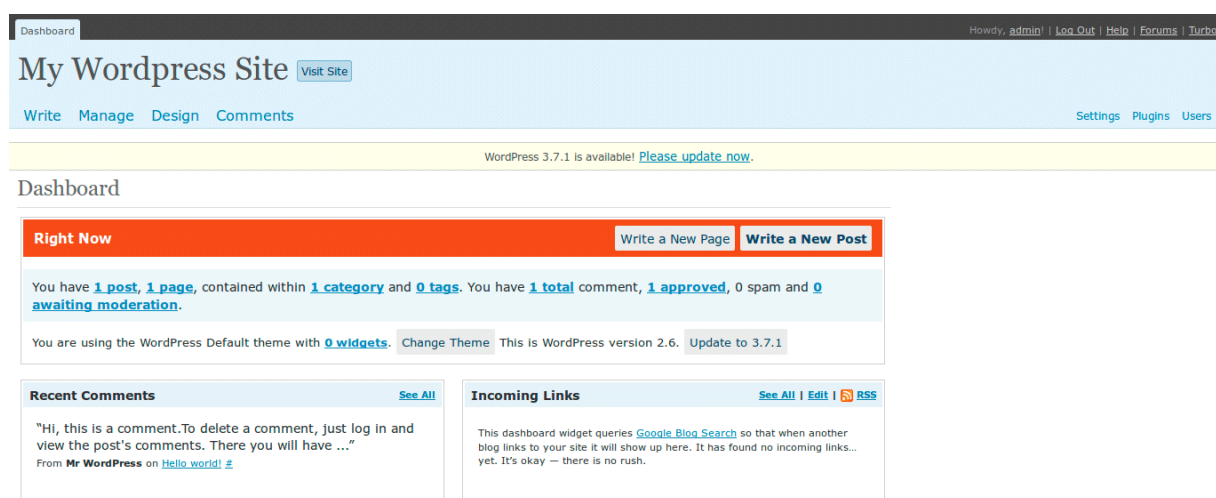 Dashboard
Howdy, admin! | Log Out | Help | Forums | Turbo
My Wordpress Site Visit Site
Write Manage Design Comments
Settings Plugins Users
WordPress 3.7.1 is available! Please update now.
Dashboard
Right Now
Write a New Page Write a New Post
You have 1 post, 1 page, contained within 1 category and 0 tags. You have 1 total comment, 1 approved, 0 spam and 0
awaiting moderation.
You are using the WordPress Default theme with 0 widgets. Change Theme This is WordPress version 2.6. Update to 3.7.1
Recent Comments See All
“Hi, this is a comment.To delete a comment, just log in and
view the post's comments. There you will have ...”
From Mr WordPress on Hello world! #
Incoming Links See All | Edit | RSS
This dashboard widget queries Google Blog Search so that when another
blog links to your site it will show up here. It has found no incoming links…
yet. It’s okay — there is no rush.